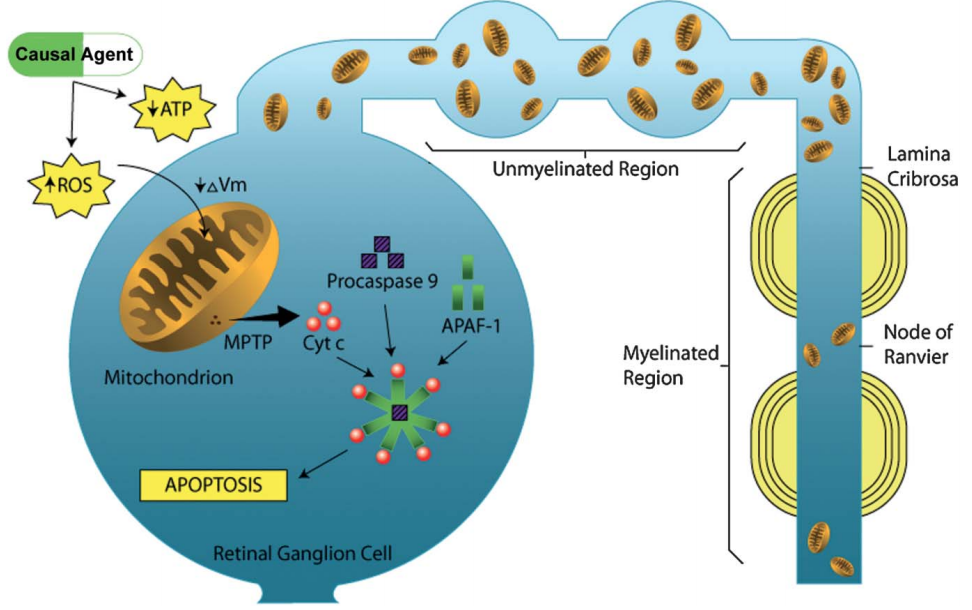 Causal Agent
↓ATP
↑ROS
↓△Vm
Mitochondrion
MPTP
Cyt c
Procaspase 9
APAF-1
APOPTOSIS
Retinal Ganglion Cell
Unmyelinated Region
Myelinated
Region
Lamina
Cribrosa
Node of
Ranvier